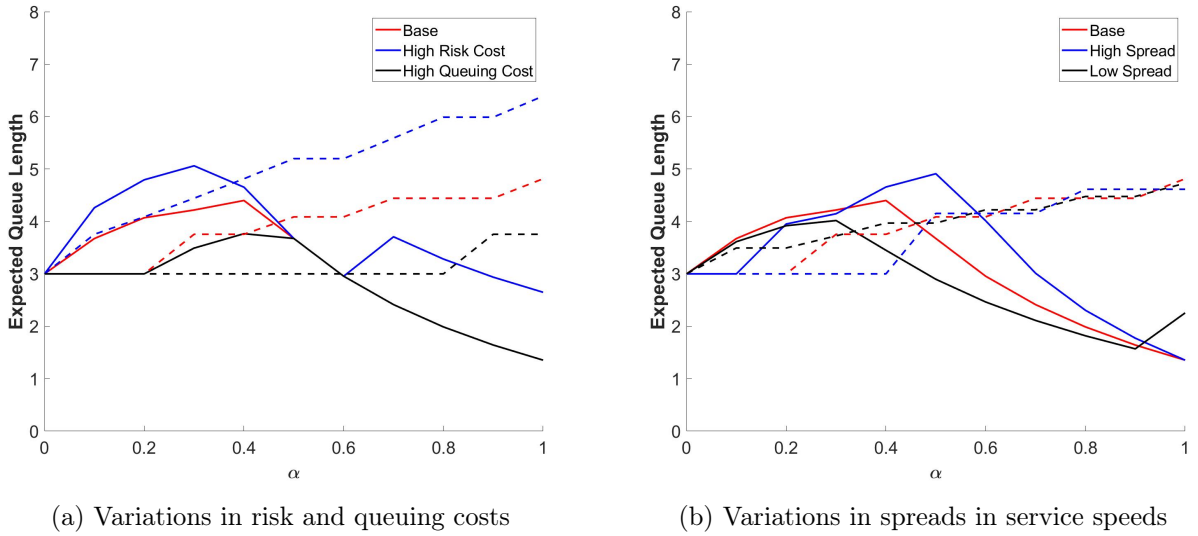 8
7
6
5
4
3
2
1
0
Expected Queue Length
0 0.2 0.4 0.6 0.8 1
α
Base
High Risk Cost
High Queuing Cost
(a) Variations in risk and queuing costs
8
7
6
5
4
3
2
1
0
Expected Queue Length
0 0.2 0.4 0.6 0.8 1
α
Base
High Spread
Low Spread
(b) Variations in spreads in service speeds